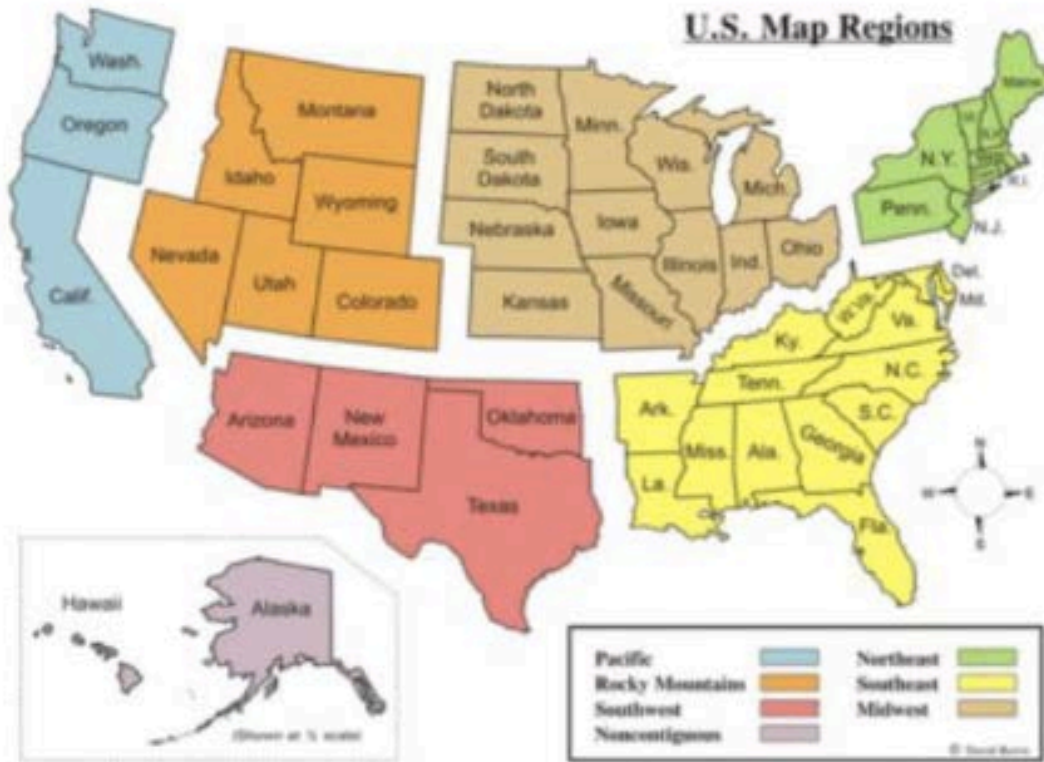 U.S. Map Regions
Wash.
Oregon
Calif.
Montana
Idaho
Wyoming
Nevada
Utah
Colorado
North
Dakota
South
Dakota
Nebraska
Kansas
Minn.
Iowa
Missouri
Wis.
Illinois
Mich.
Ind.
Ohio
Maine
N.Y.
Penn.
R.I.
N.J.
Del.
Md.
W.Va.
Va.
Ky.
Tenn.
N.C.
S.C.
Ark.
La.
Miss.
Ala.
Georgia
Fla.
Arizona
New
Mexico
Oklahoma
Texas
N
W
E
S
Hawaii
Alaska
(Shown at ½ scale)
Pacific
Rocky Mountains
Southwest
Noncontiguous
Northeast
Southeast
Midwest
©